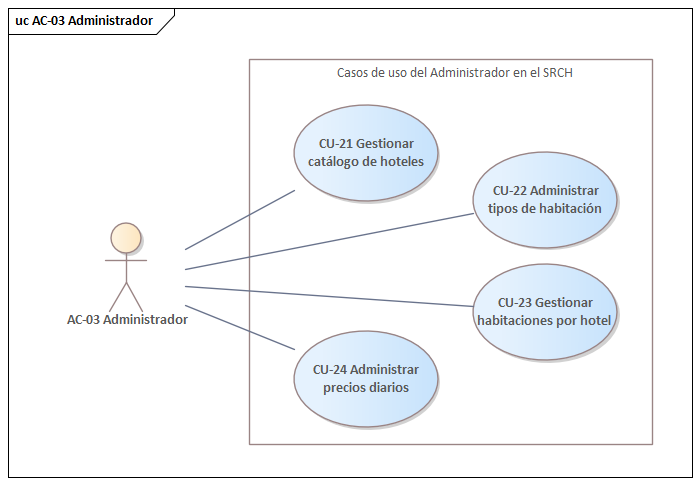 uc AC-03 Administrador
Casos de uso del Administrador en el SRCH
CU-21 Gestionar
catálogo de hoteles
CU-22 Administrar
tipos de habitación
CU-23 Gestionar
habitaciones por hotel
AC-03 Administrador
CU-24 Administrar
precios diarios